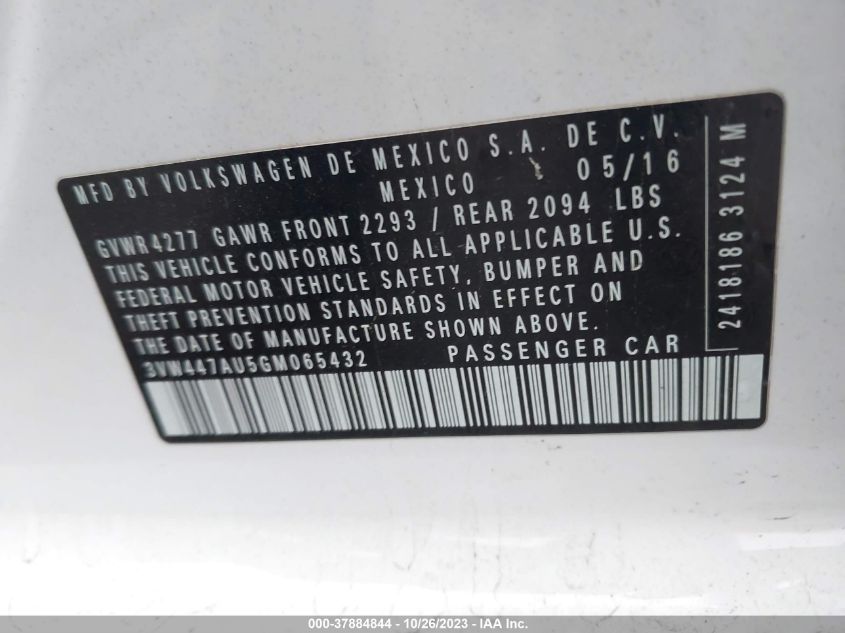 MFD BY VOLKSWAGEN DE MEXICO S.A. DE C.V.
MEXICO 05/16
GVWR4277 GAWR FRONT 2293 / REAR 2094 LBS
THIS VEHICLE CONFORMS TO ALL APPLICABLE U.S.
FEDERAL MOTOR VEHICLE SAFETY, BUMPER AND
THEFT PREVENTION STANDARDS IN EFFECT ON
THE DATE OF MANUFACTURE SHOWN ABOVE.
3VW447AU5GM065432 PASSENGER CAR
2418186 3124 M
000-37884844 | 10/26/2023 - IAA Inc.